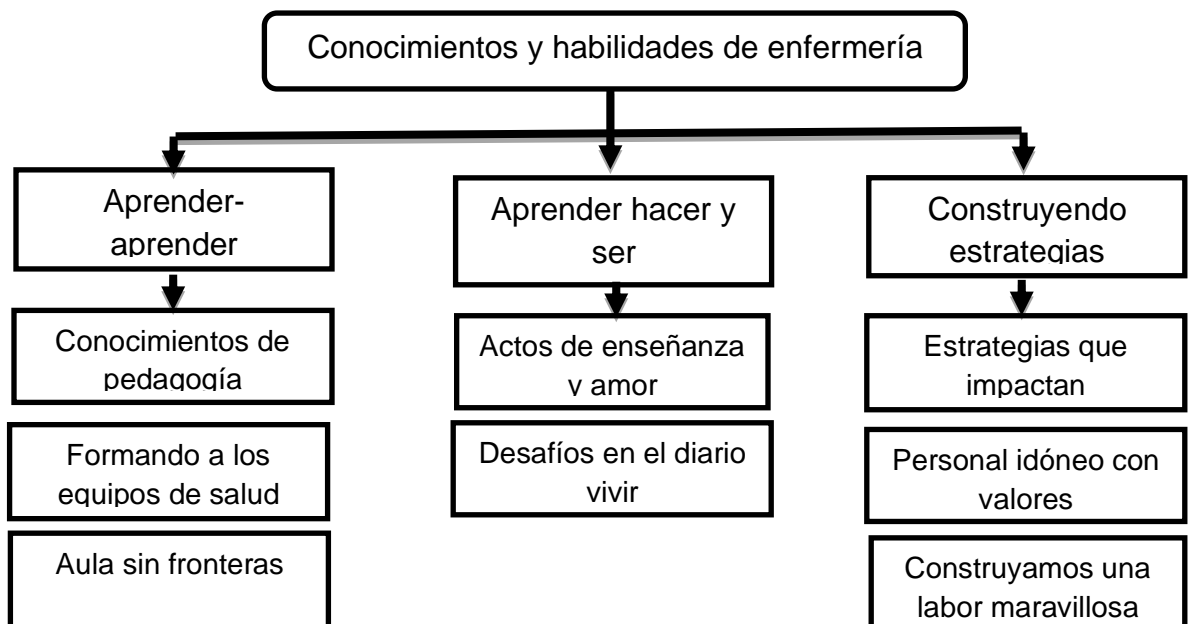 Conocimientos y habilidades de enfermería
Aprender-
aprender
Aprender hacer y
ser
Construyendo
estrategias
Conocimientos de
pedagogía
Actos de enseñanza
y amor
Estrategias que
impactan
Formando a los
equipos de salud
Desafíos en el diario
vivir
Personal idóneo con
valores
Aula sin fronteras
Construyamos una
labor maravillosa